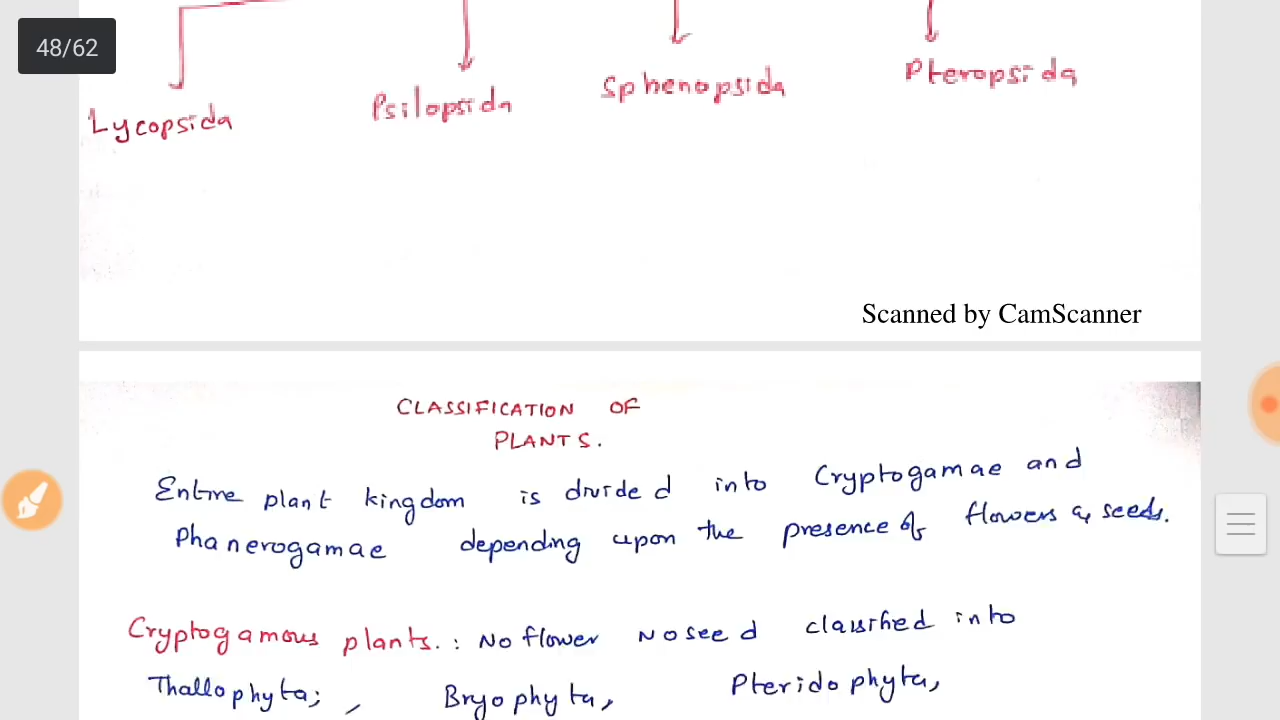 48/62
Lycopsida Psilopsida Sphenopsida Pteropsida
Scanned by CamScanner
CLASSIFICATION OF
PLANTS.
Entire plant kingdom is divided into Cryptogamae and
Phanerogamae depending upon the presence of flowers & seeds.
Cryptogamous plants. : No flower No seed classified into
Thallophyta; , Bryophyta, Pteridophyta,